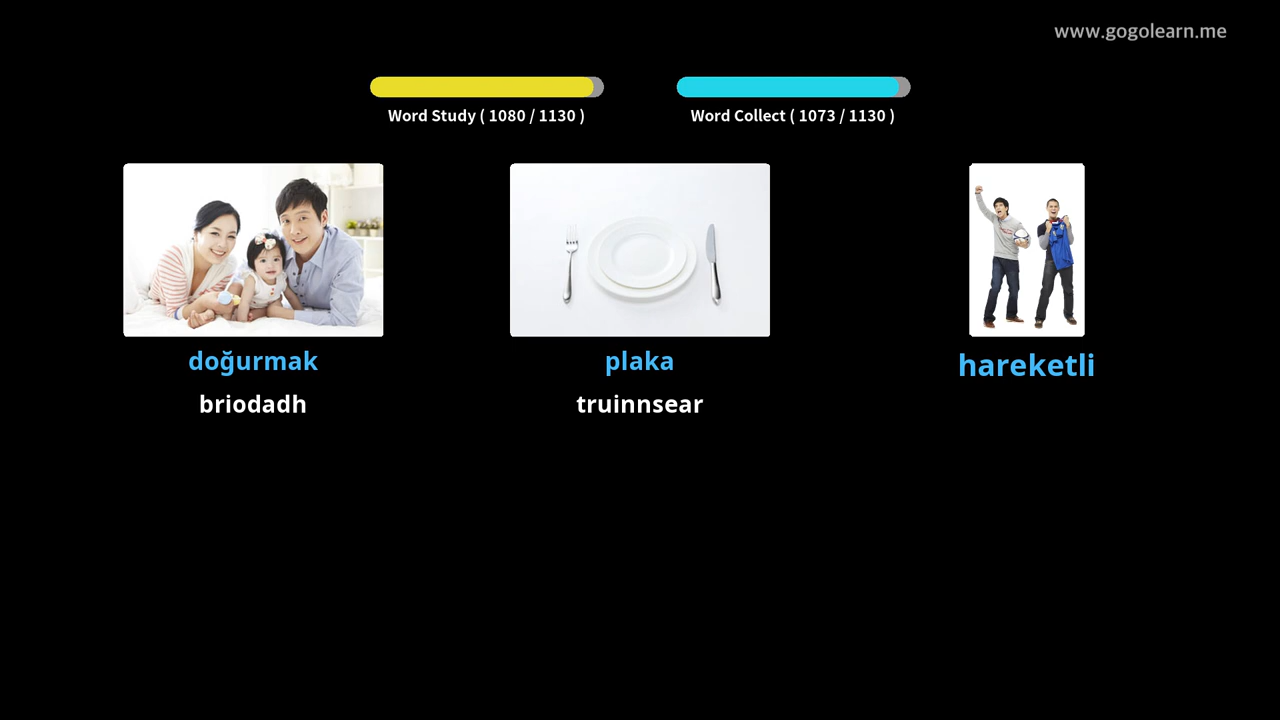 www.gogolearn.me
Word Study ( 1080 / 1130 )
Word Collect ( 1073 / 1130 )
doğurmak
plaka
hareketli
briodadh
truinnsear